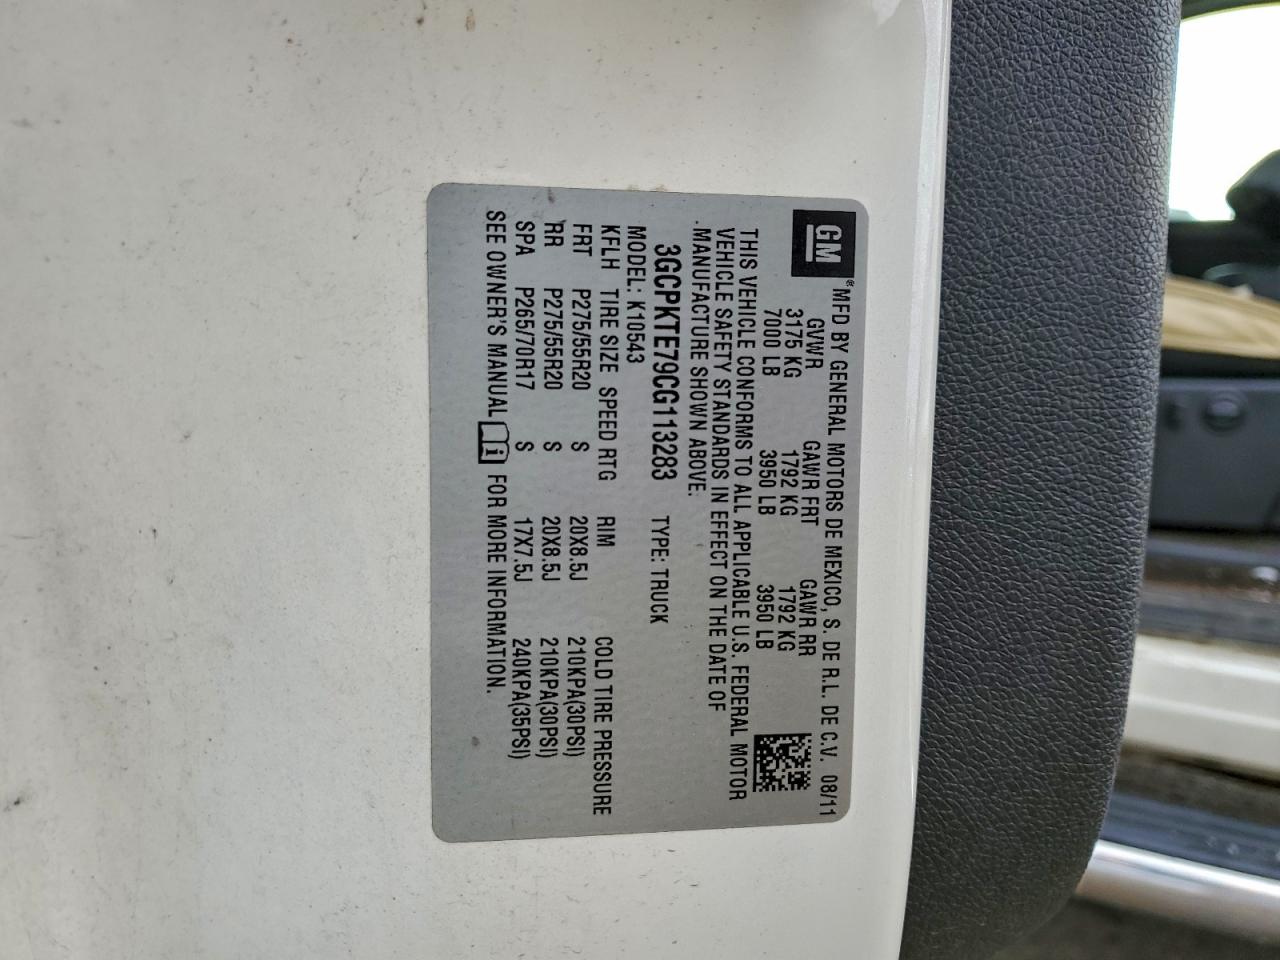 GM
®MFD BY GENERAL MOTORS DE MEXICO, S. DE R.L. DE C.V. 08/11
GVWR GAWR FRT GAWR RR
3175 KG 1792 KG 1792 KG
7000 LB 3950 LB 3950 LB
THIS VEHICLE CONFORMS TO ALL APPLICABLE U.S. FEDERAL MOTOR
VEHICLE SAFETY STANDARDS IN EFFECT ON THE DATE OF
.MANUFACTURE SHOWN ABOVE.
3GCPKTE79CG113283 TYPE: TRUCK
MODEL: K10543
KFLH TIRE SIZE SPEED RTG RIM COLD TIRE PRESSURE
FRT P275/55R20 S 20X8.5J 210KPA(30PSI)
RR P275/55R20 S 20X8.5J 210KPA(30PSI)
SPA P265/70R17 S 17X7.5J 240KPA(35PSI)
SEE OWNER'S MANUAL i FOR MORE INFORMATION.